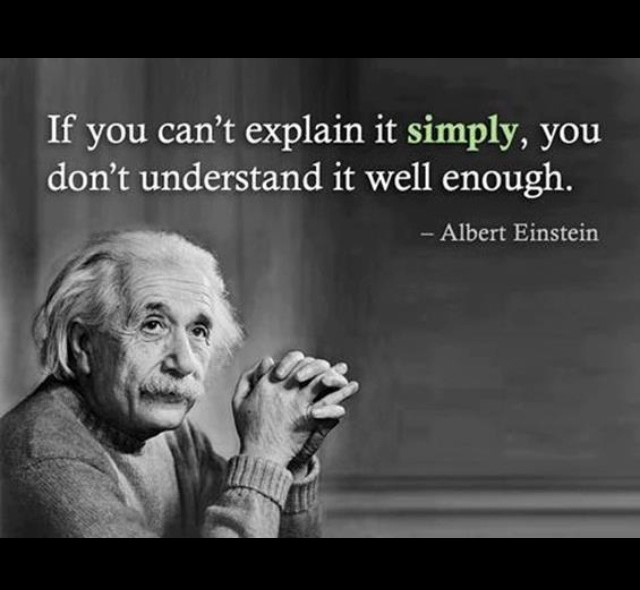 If you can’t explain it simply, you
don’t understand it well enough.
– Albert Einstein